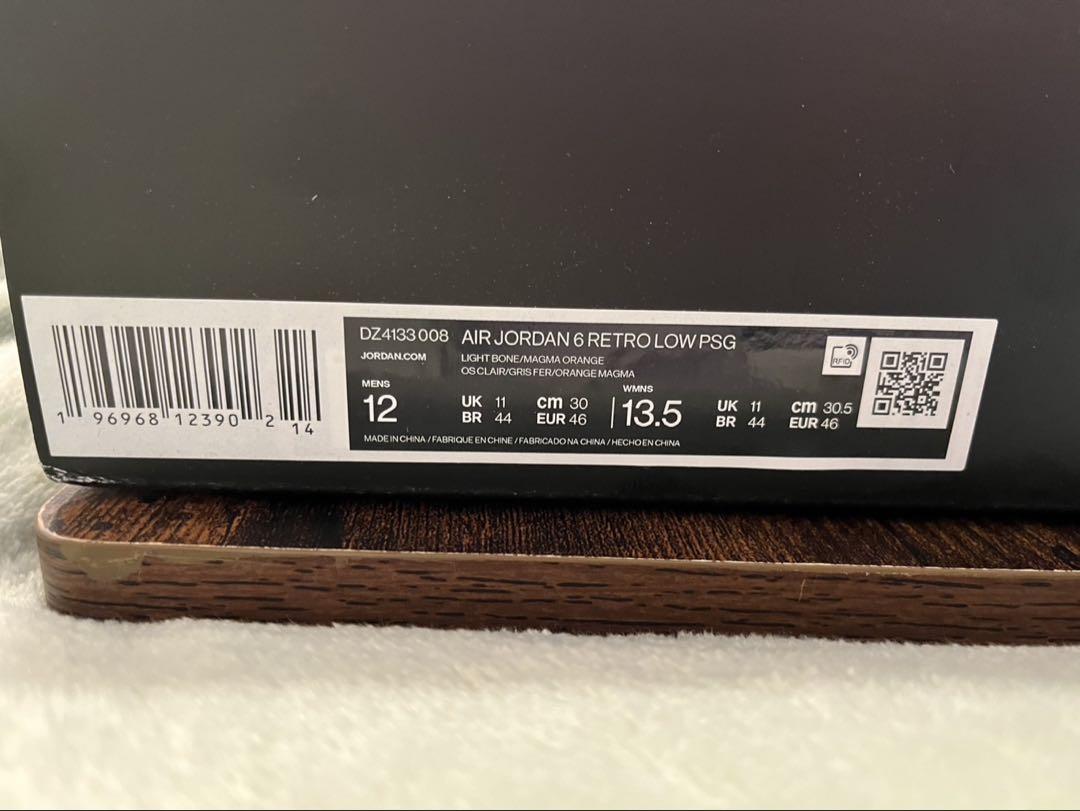 DZ4133 008 AIR JORDAN 6 RETRO LOW PSG
JORDAN.COM
LIGHT BONE/MAGMA ORANGE
OS CLAIR/GRIS FER/ORANGE MAGMA
RFID
MENS
12
UK 11 cm 30
BR 44 EUR 46
WMNS
13.5
UK 11 cm 30.5
BR 44 EUR 46
MADE IN CHINA / FABRIQUE EN CHINE / FABRICADO NA CHINA / HECHO EN CHINA
1 96968 12390 2 14